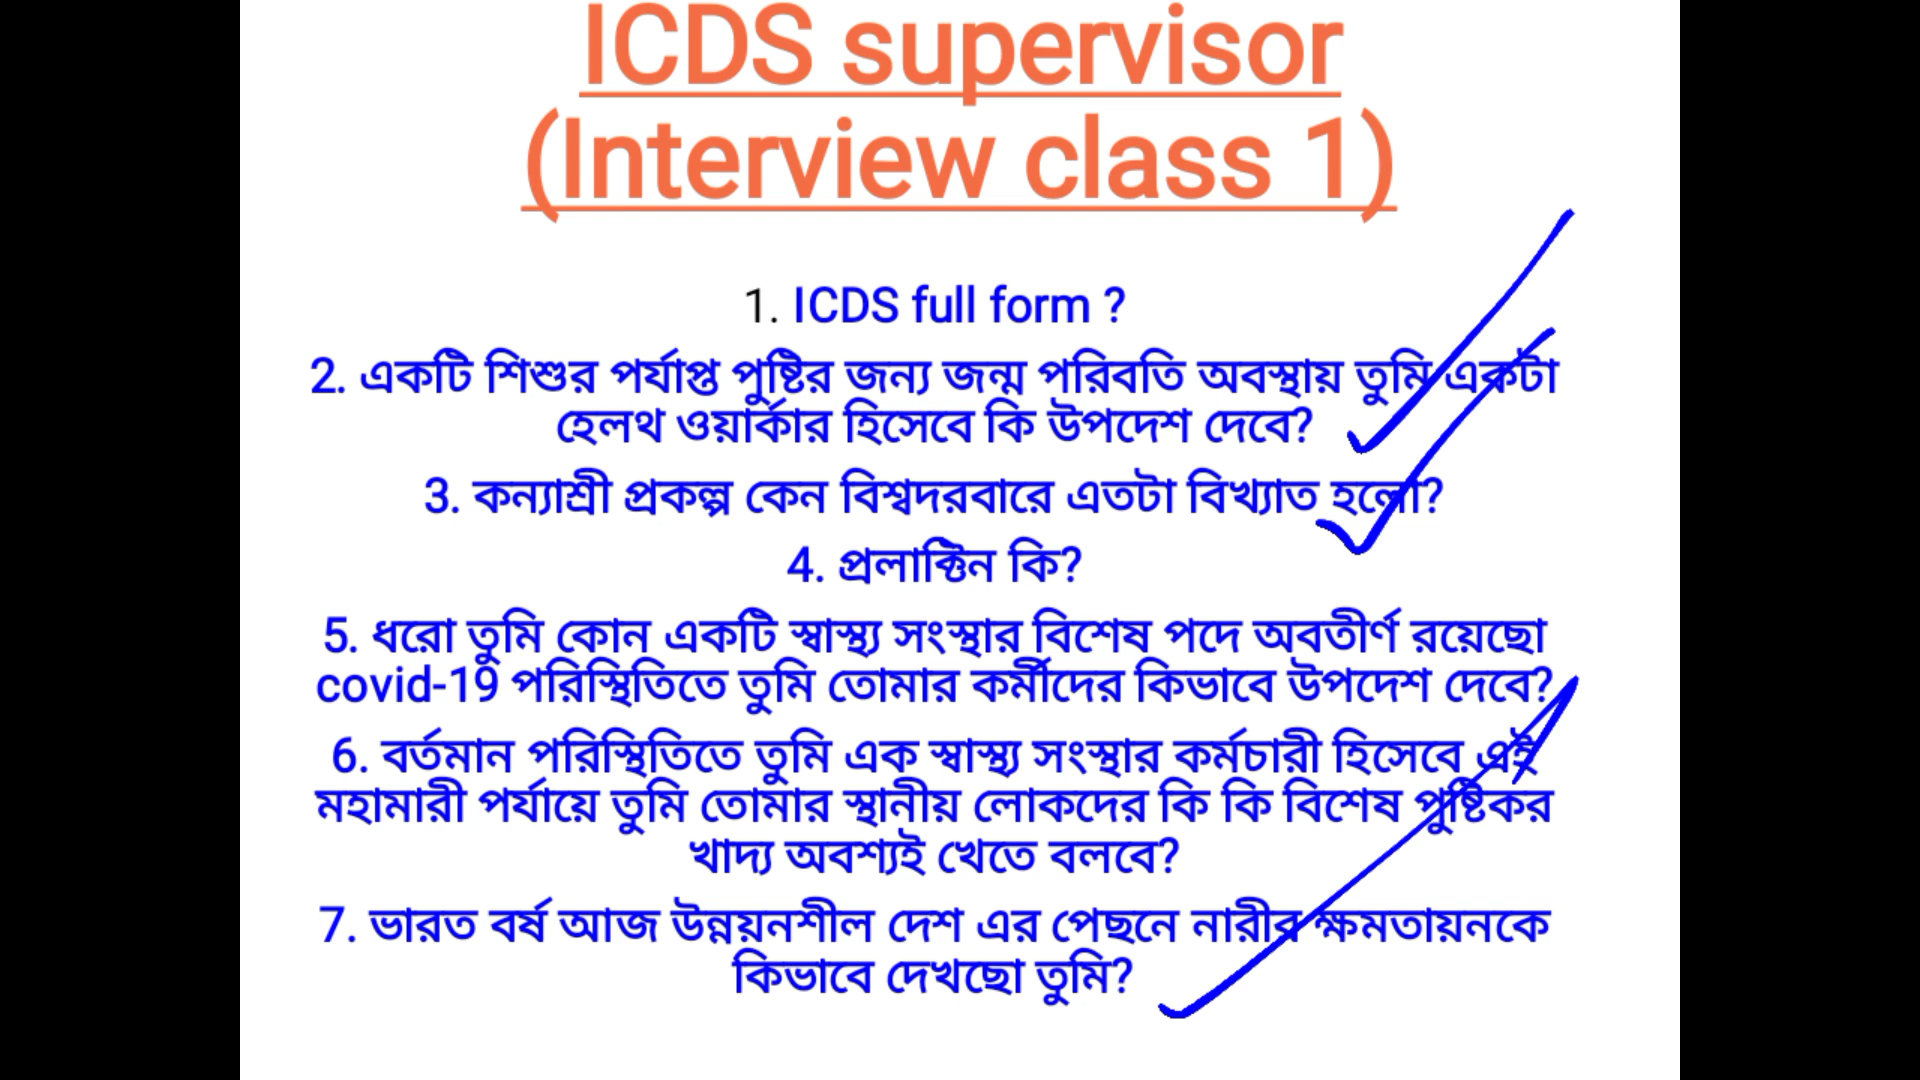 ICDS supervisor
(Interview class 1)
1. ICDS full form ?
2. একটি শিশুর পর্যাপ্ত পুষ্টির জন্য জন্ম পরিবতি অবস্থায় তুমি একটা
হেলথ ওয়ার্কার হিসেবে কি উপদেশ দেবে?
3. কন্যাশ্রী প্রকল্প কেন বিশ্বদরবারে এতটা বিখ্যাত হলো?
4. প্রলাক্টিন কি?
5. ধরো তুমি কোন একটি স্বাস্থ্য সংস্থার বিশেষ পদে অবতীর্ণ রয়েছো
covid-19 পরিস্থিতিতে তুমি তোমার কর্মীদের কিভাবে উপদেশ দেবে?
6. বর্তমান পরিস্থিতিতে তুমি এক স্বাস্থ্য সংস্থার কর্মচারী হিসেবে এই
মহামারী পর্যায়ে তুমি তোমার স্থানীয় লোকদের কি কি বিশেষ পুষ্টিকর
খাদ্য অবশ্যই খেতে বলবে?
7. ভারত বর্ষ আজ উন্নয়নশীল দেশ এর পেছনে নারীর ক্ষমতায়নকে
কিভাবে দেখছো তুমি?